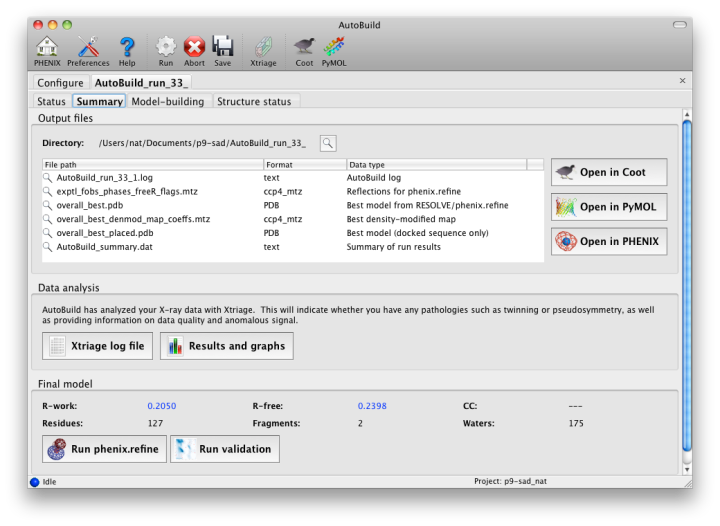 AutoBuild
PHENIX Preferences Help Run Abort Save Xtriage Coot PyMOL
Configure AutoBuild_run_33_ ×
Status Summary Model-building Structure status
Output files
Directory: /Users/nat/Documents/p9-sad/AutoBuild_run_33_
File path Format Data type
AutoBuild_run_33_1.log text AutoBuild log
exptl_fobs_phases_freeR_flags.mtz ccp4_mtz Reflections for phenix.refine
overall_best.pdb PDB Best model from RESOLVE/phenix.refine
overall_best_denmod_map_coeffs.mtz ccp4_mtz Best density-modified map
overall_best_placed.pdb PDB Best model (docked sequence only)
AutoBuild_summary.dat text Summary of run results
Open in Coot
Open in PyMOL
Open in PHENIX
Data analysis
AutoBuild has analyzed your X-ray data with Xtriage. This will indicate whether you have any pathologies such as twinning or pseudosymmetry, as well
as providing information on data quality and anomalous signal.
Xtriage log file Results and graphs
Final model
R-work: 0.2050 R-free: 0.2398 CC: ---
Residues: 127 Fragments: 2 Waters: 175
Run phenix.refine Run validation
Idle Project: p9-sad_nat